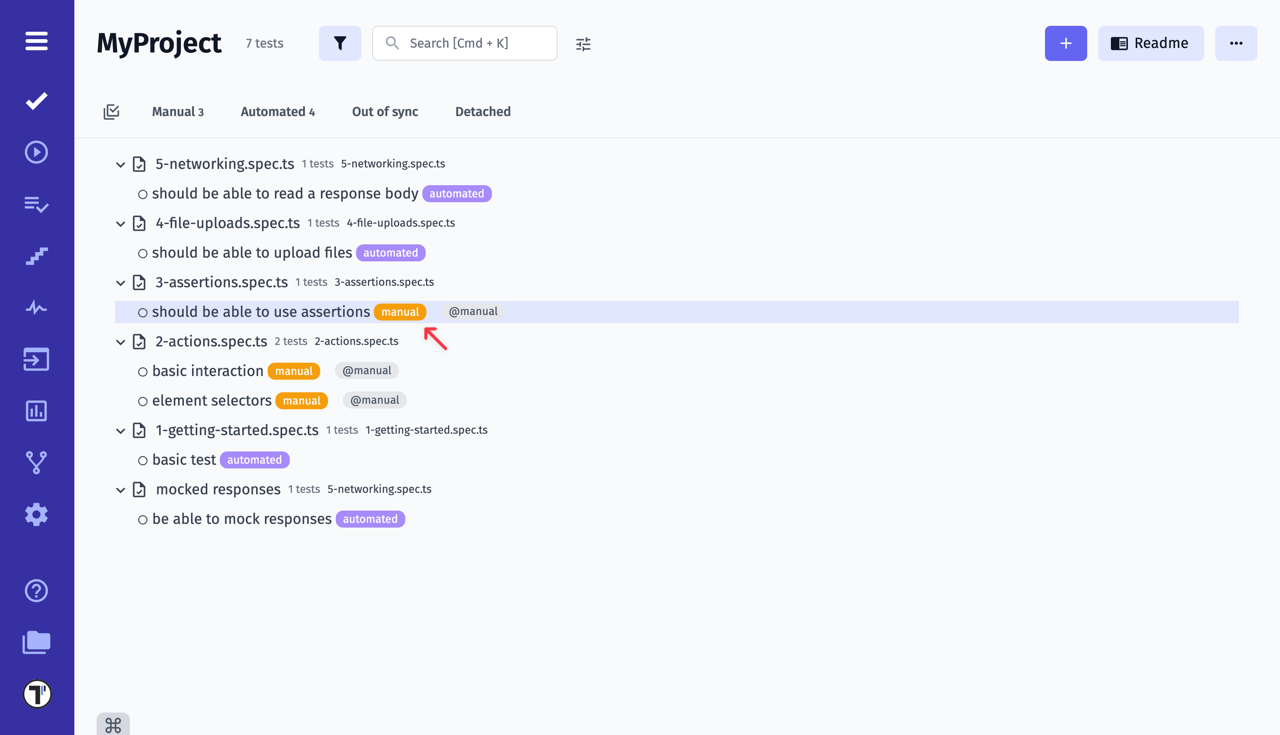 MyProject 7 tests Search [Cmd + K] + Readme
Manual 3 Automated 4 Out of sync Detached
5-networking.spec.ts 1 tests 5-networking.spec.ts
should be able to read a response body automated
4-file-uploads.spec.ts 1 tests 4-file-uploads.spec.ts
should be able to upload files automated
3-assertions.spec.ts 1 tests 3-assertions.spec.ts
should be able to use assertions manual @manual
2-actions.spec.ts 2 tests 2-actions.spec.ts
basic interaction manual @manual
element selectors manual @manual
1-getting-started.spec.ts 1 tests 1-getting-started.spec.ts
basic test automated
mocked responses 1 tests 5-networking.spec.ts
be able to mock responses automated
T
⌘